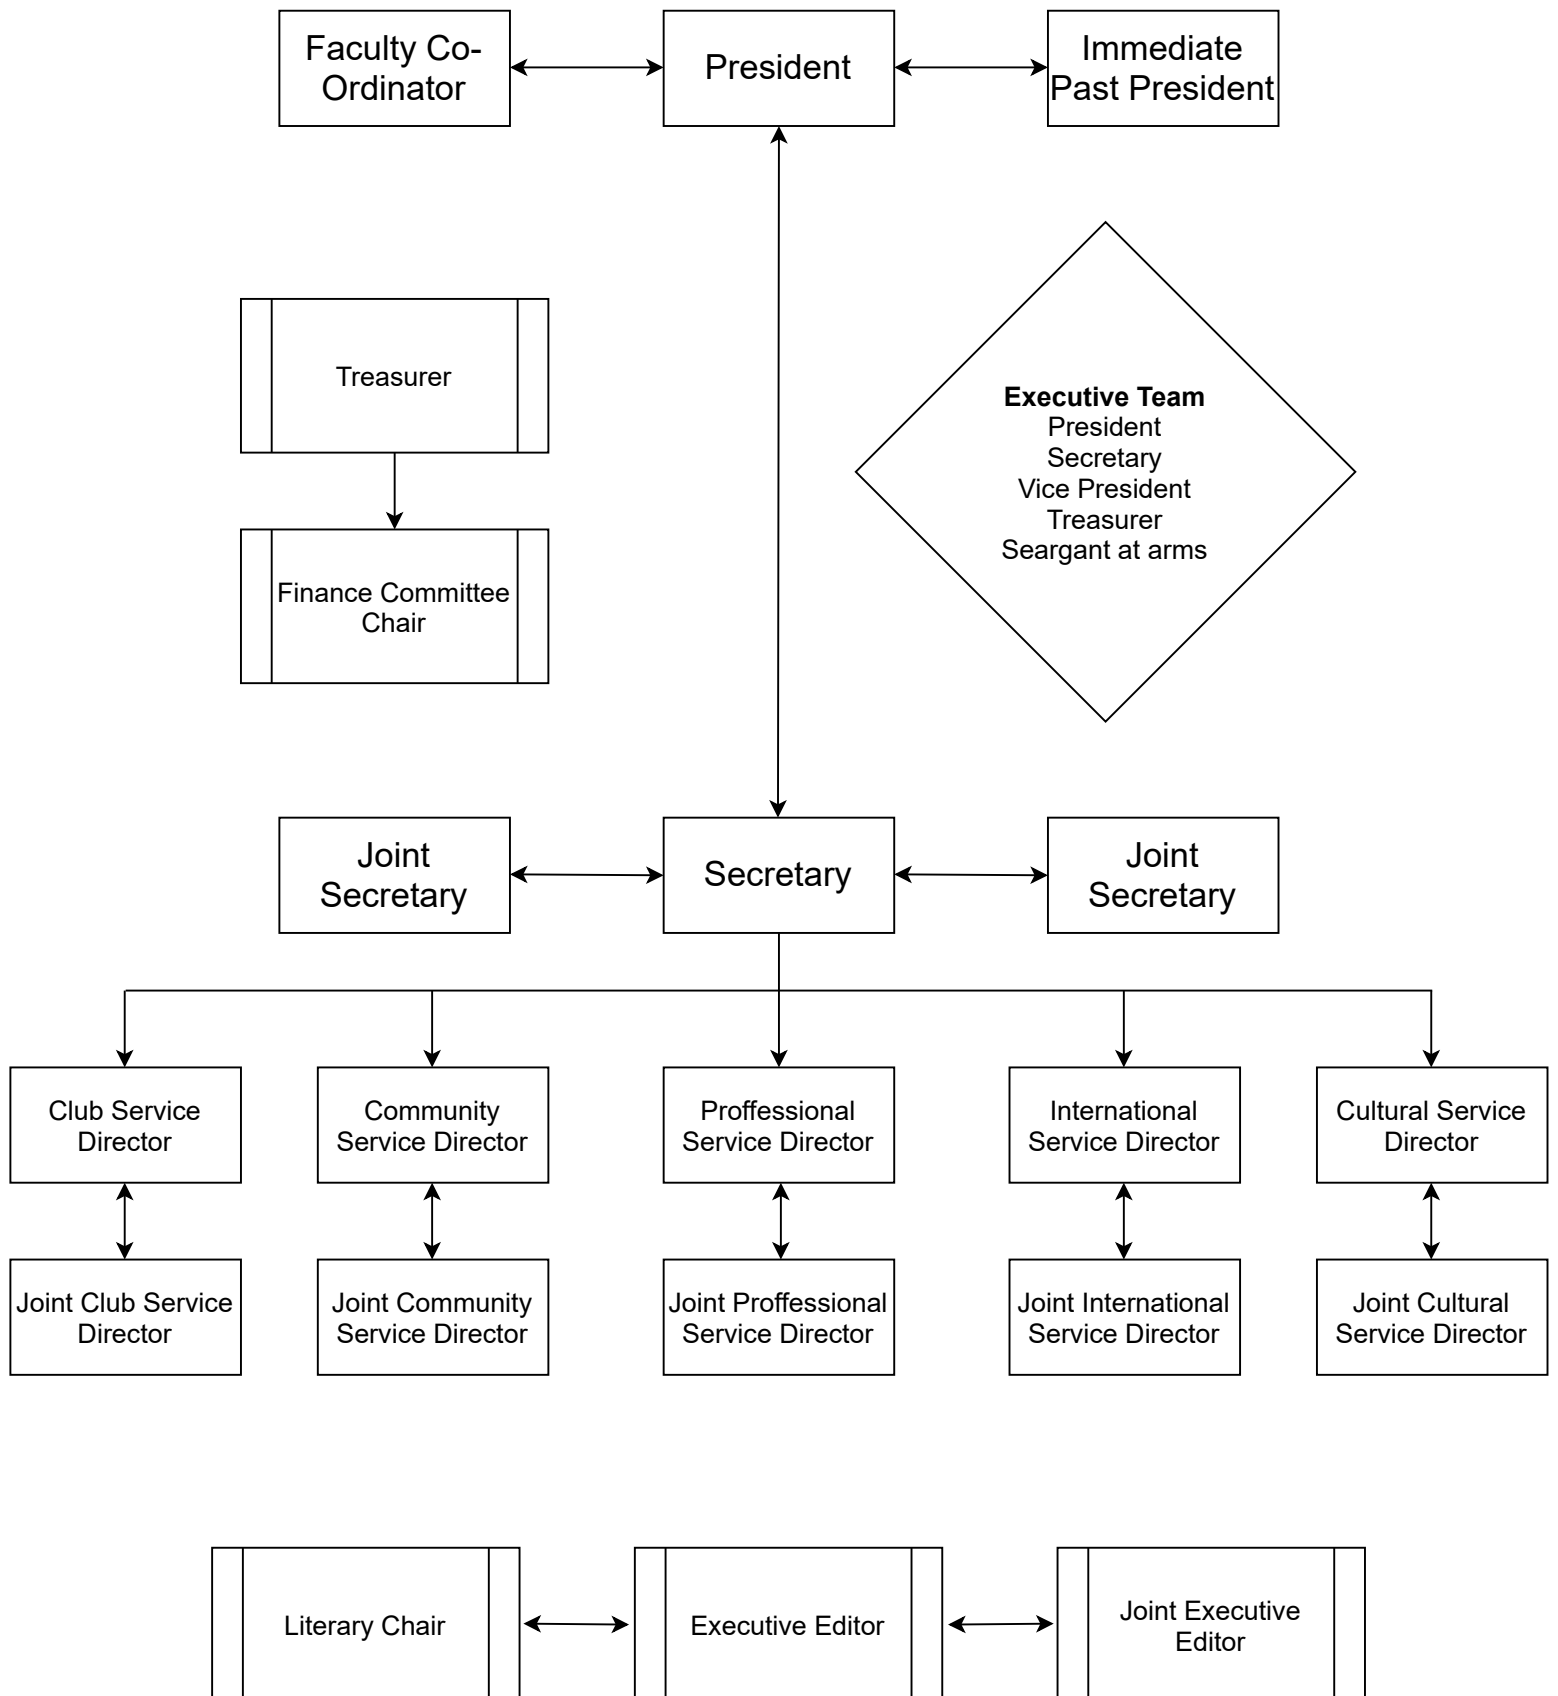 Faculty Co-
Ordinator
President
Immediate
Past President
Treasurer
Executive Team
President
Secretary
Vice President
Treasurer
Seargant at arms
Finance Committee
Chair
Joint
Secretary
Secretary
Joint
Secretary
Club Service
Director
Community
Service Director
Proffessional
Service Director
International
Service Director
Cultural Service
Director
Joint Club Service
Director
Joint Community
Service Director
Joint Proffessional
Service Director
Joint International
Service Director
Joint Cultural
Service Director
Literary Chair
Executive Editor
Joint Executive
Editor